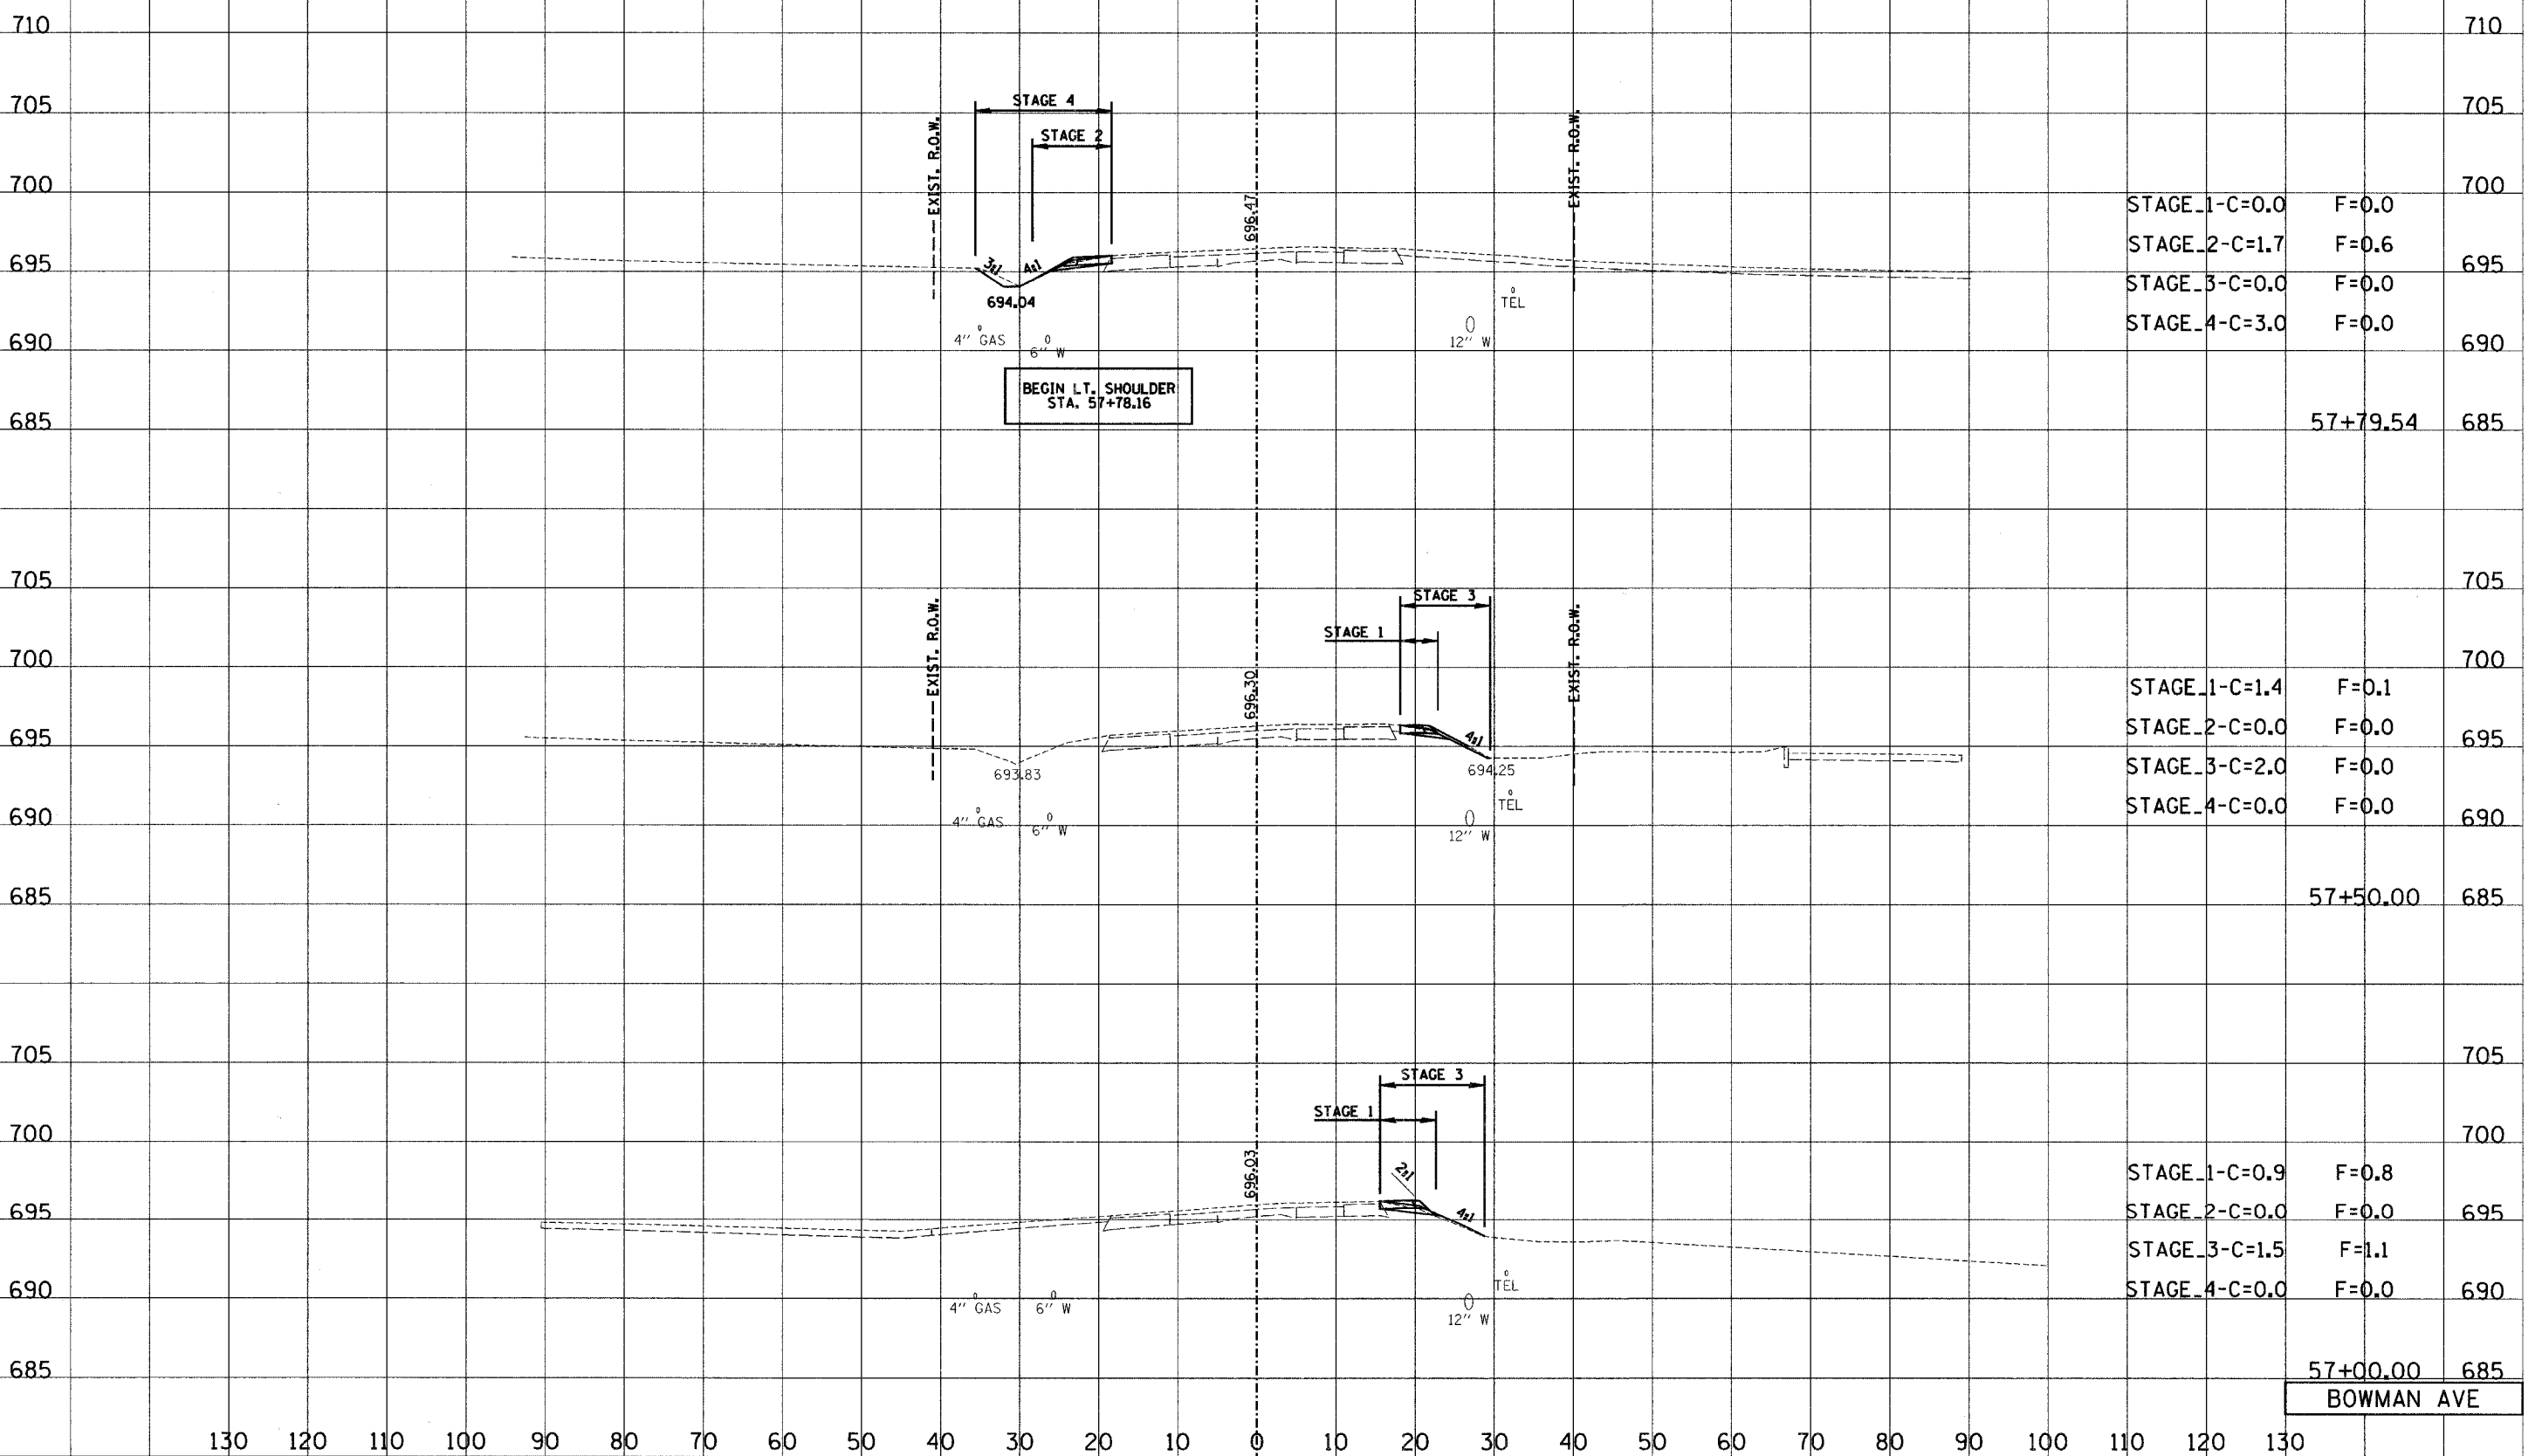 710 710
705 STAGE 4 705
STAGE 2
EXIST. R.O.W. EXIST. R.O.W.
700 696.47 700
STAGE_1-C=0.0 F=0.0
STAGE_2-C=1.7 F=0.6
695 3:1 4:1 695
STAGE_3-C=0.0 F=0.0
694.04 TEL
STAGE_4-C=3.0 F=0.0
4" GAS 6" W 12" W
690 690
BEGIN LT. SHOULDER
STA. 57+78.16
685 57+79.54 685
705 705
STAGE 3
STAGE 1
EXIST. R.O.W. EXIST. R.O.W.
700 696.30 700
STAGE_1-C=1.4 F=0.1
STAGE_2-C=0.0 F=0.0
695 4:1 695
STAGE_3-C=2.0 F=0.0
693.83 694.25
TEL
STAGE_4-C=0.0 F=0.0
690 4" GAS 6" W 12" W 690
685 57+50.00 685
705 705
STAGE 3
STAGE 1
700 700
696.03 2:1
STAGE_1-C=0.9 F=0.8
695 4:1 STAGE_2-C=0.0 F=0.0 695
STAGE_3-C=1.5 F=1.1
TEL
690 STAGE_4-C=0.0 F=0.0 690
4" GAS 6" W 12" W
685 57+00.00 685
BOWMAN AVE
130 120 110 100 90 80 70 60 50 40 30 20 10 0 10 20 30 40 50 60 70 80 90 100 110 120 130